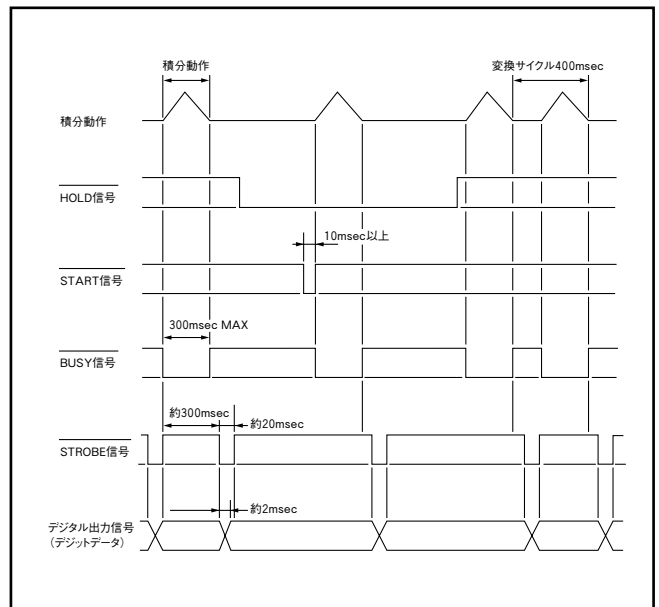 積分動作
変換サイクル400msec
積分動作
HOLD信号
10msec以上
START信号
300msec MAX
BUSY信号
約300msec
約20msec
STROBE信号
約2msec
デジタル出力信号
(デジットデータ)